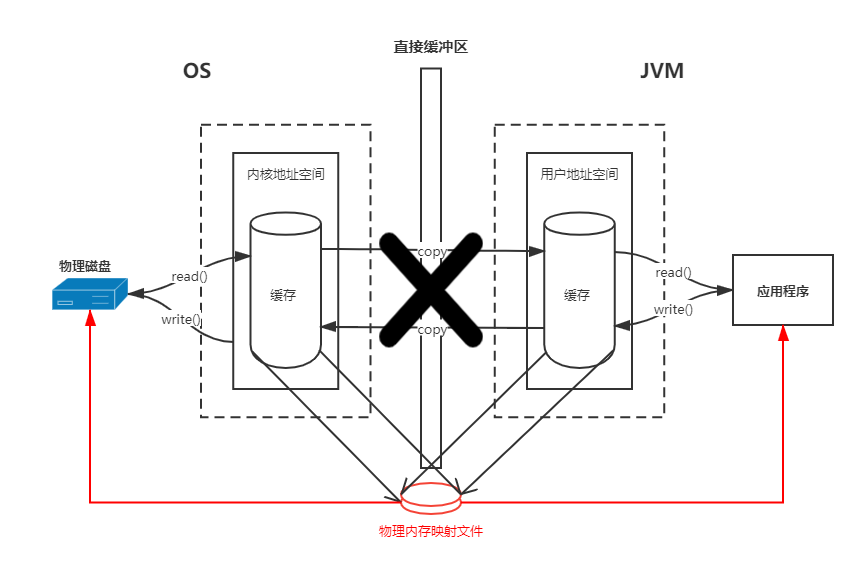 直接缓冲区
OS
JVM
内核地址空间
用户地址空间
copy
物理磁盘
read()
read()
缓存
缓存
应用程序
write()
write()
copy
物理内存映射文件